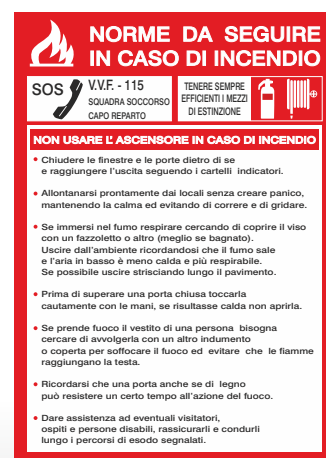 NORME DA SEGUIRE
IN CASO DI INCENDIO
SOS
V.V.F. - 115
SQUADRA SOCCORSO
CAPO REPARTO
TENERE SEMPRE
EFFICIENTI I MEZZI
DI ESTINZIONE
NON USARE L'ASCENSORE IN CASO DI INCENDIO
• Chiudere le finestre e le porte dietro di se
e raggiungere l'uscita seguendo i cartelli indicatori.
• Allontanarsi prontamente dai locali senza creare panico,
mantenendo la calma ed evitando di correre e di gridare.
• Se immersi nel fumo respirare cercando di coprire il viso
con un fazzoletto o altro (meglio se bagnato).
Uscire dall'ambiente ricordandosi che il fumo sale
e l'aria in basso è meno calda e più respirabile.
Se possibile uscire strisciando lungo il pavimento.
• Prima di superare una porta chiusa toccarla
cautamente con le mani, se risultasse calda non aprirla.
• Se prende fuoco il vestito di una persona bisogna
cercare di avvolgerla con un altro indumento
o coperta per soffocare il fuoco ed evitare che le fiamme
raggiungano la testa.
• Ricordarsi che una porta anche se di legno
può resistere un certo tempo all'azione del fuoco.
• Dare assistenza ad eventuali visitatori,
ospiti e persone disabili, rassicurarli e condurli
lungo i percorsi di esodo segnalati.